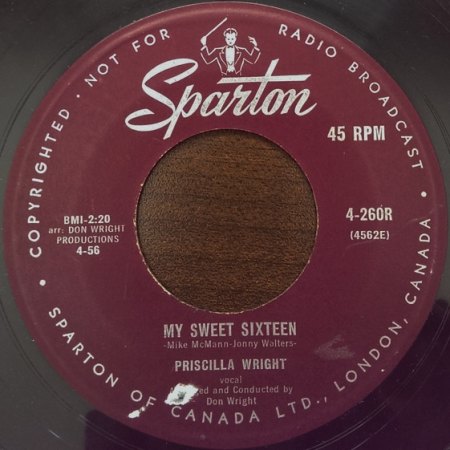 COPYRIGHTED · NOT FOR RADIO BROADCAST ·
Sparton
45 RPM
BMI-2:20
arr: DON WRIGHT
PRODUCTIONS
4-56
4-260R
(4562E)
MY SWEET SIXTEEN
-Mike McMann-Jonny Walters-
PRISCILLA WRIGHT
vocal
and Conducted by
Don Wright
SPARTON OF CANADA LTD., LONDON, CANADA ·